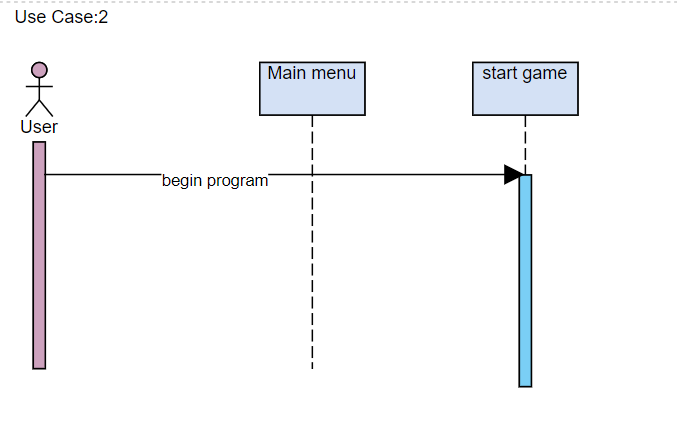 Use Case:2
Main menu
start game
User
begin program